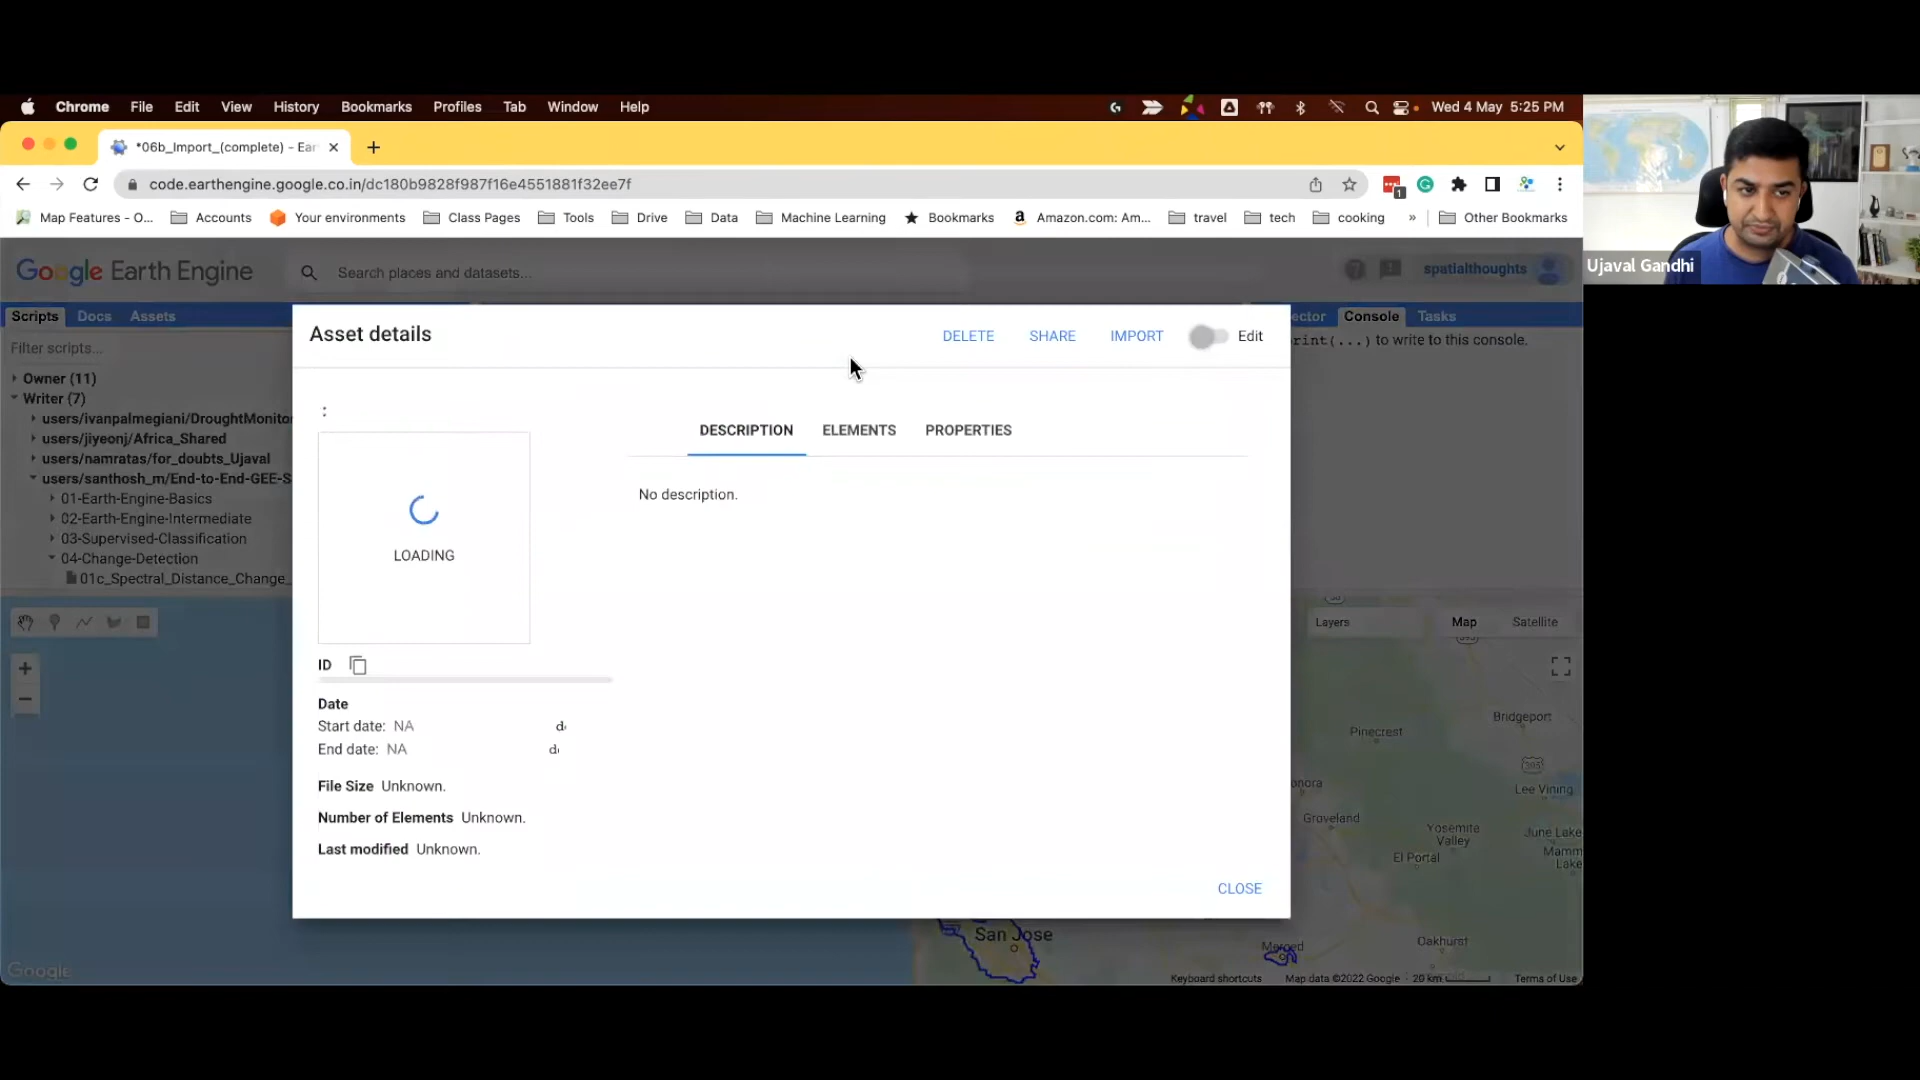 Chrome File Edit View History Bookmarks Profiles Tab Window Help Wed 4 May 5:25 PM
*06b_Import_(complete) - Ear
code.earthengine.google.co.in/dc180b9828f987f16e4551881f32ee7f
1
Map Features - O... Accounts Your environments Class Pages Tools Drive Data Machine Learning Bookmarks Amazon.com: Am... travel tech cooking » Other Bookmarks
Ujaval Gandhi
Google Earth Engine Search places and datasets... spatialthoughts
Scripts Docs Assets Console Tasks
Filter scripts...
Owner (11)
Writer (7)
users/ivanpalmegiani/DroughtMonito
users/jiyeonj/Africa_Shared
users/namratas/for_doubts_Ujaval
users/santhosh_m/End-to-End-GEE-S
01-Earth-Engine-Basics
02-Earth-Engine-Intermediate
03-Supervised-Classification
04-Change-Detection
01c_Spectral_Distance_Change_
rint(...) to write to this console.
Asset details DELETE SHARE IMPORT Edit
:
DESCRIPTION ELEMENTS PROPERTIES
No description.
LOADING
ID
Date
Start date: NA
End date: NA
File Size Unknown.
Number of Elements Unknown.
Last modified Unknown.
CLOSE
Layers Map Satellite
Bridgeport
Pinecrest
395
Lee Vining
onora
Groveland
Yosemite
Valley
June Lake
El Portal
Mamm
Lake
San Jose
Merced
Oakhurst
Google
Keyboard shortcuts Map data ©2022 Google 20 km Terms of Use